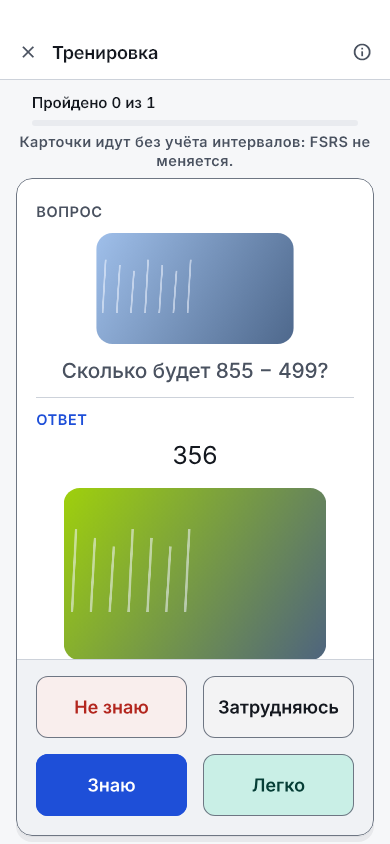 Тренировка
Пройдено 0 из 1
Карточки идут без учёта интервалов: FSRS не
меняется.
ВОПРОС
Сколько будет 855 − 499?
ОТВЕТ
356
Не знаю
Затрудняюсь
Знаю
Легко